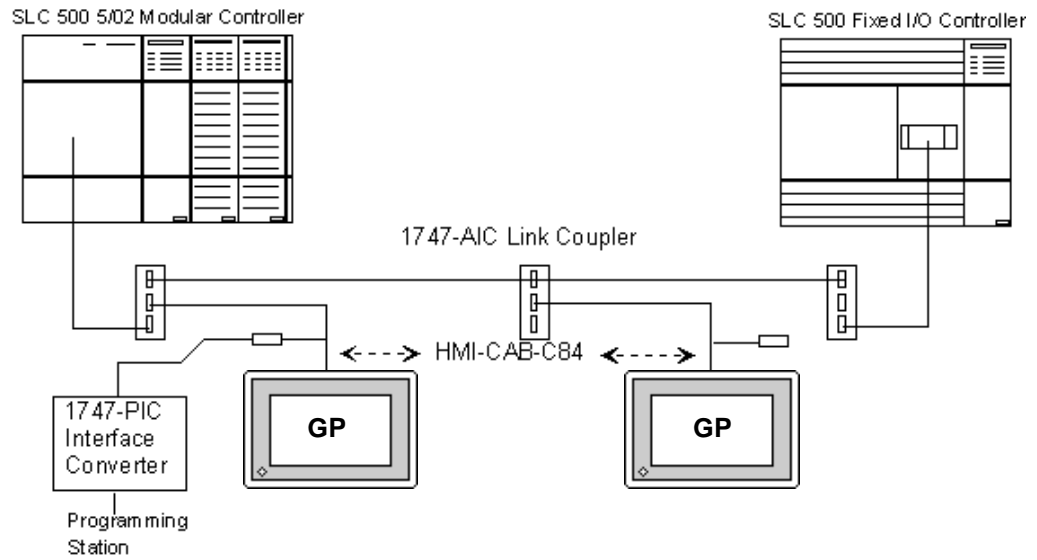 SLC 500 5/02 Modular Controller
SLC 500 Fixed I/O Controller
1747-AIC Link Coupler
HMI-CAB-C84
1747-PIC
Interface
Converter
GP
GP
Programming
Station